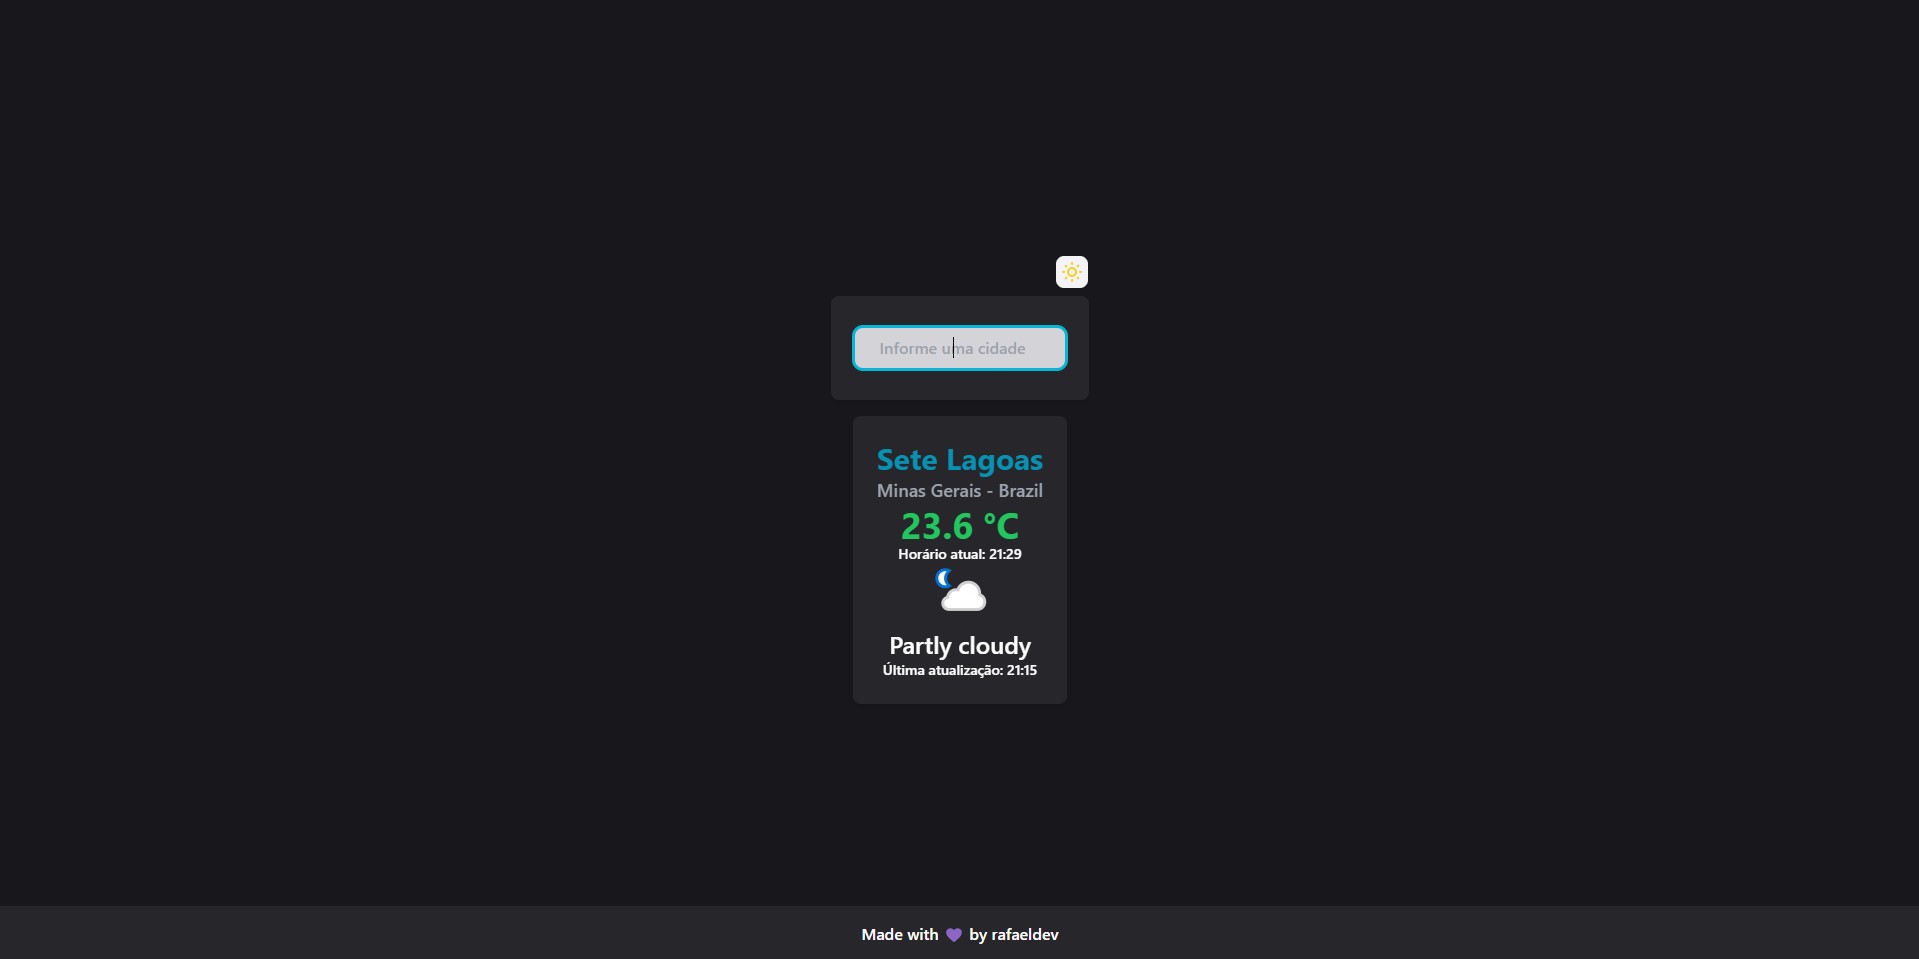 Informe uma cidade
Sete Lagoas
Minas Gerais - Brazil
23.6 °C
Horário atual: 21:29
Partly cloudy
Última atualização: 21:15
Made with 💜 by rafaeldev